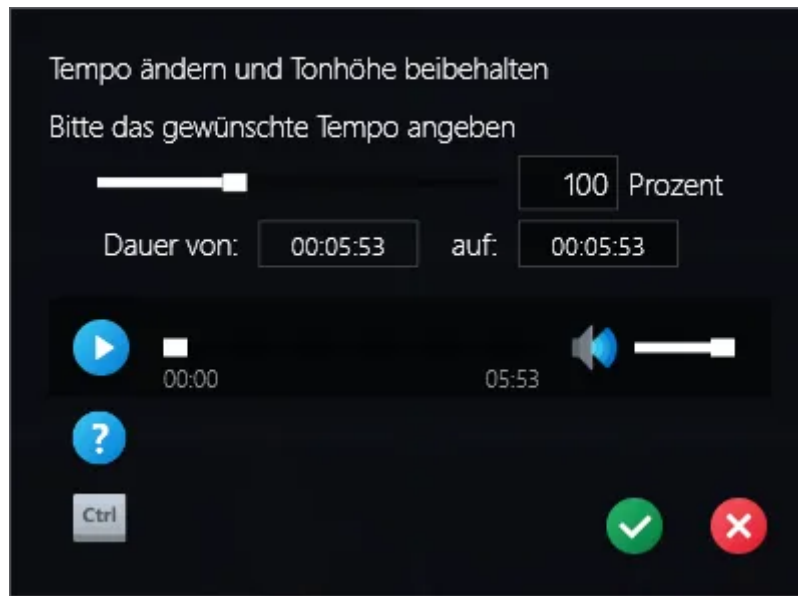 Tempo ändern und Tonhöhe beibehalten
Bitte das gewünschte Tempo angeben
100 Prozent
Dauer von: 00:05:53 auf: 00:05:53
00:00 05:53
?
Ctrl